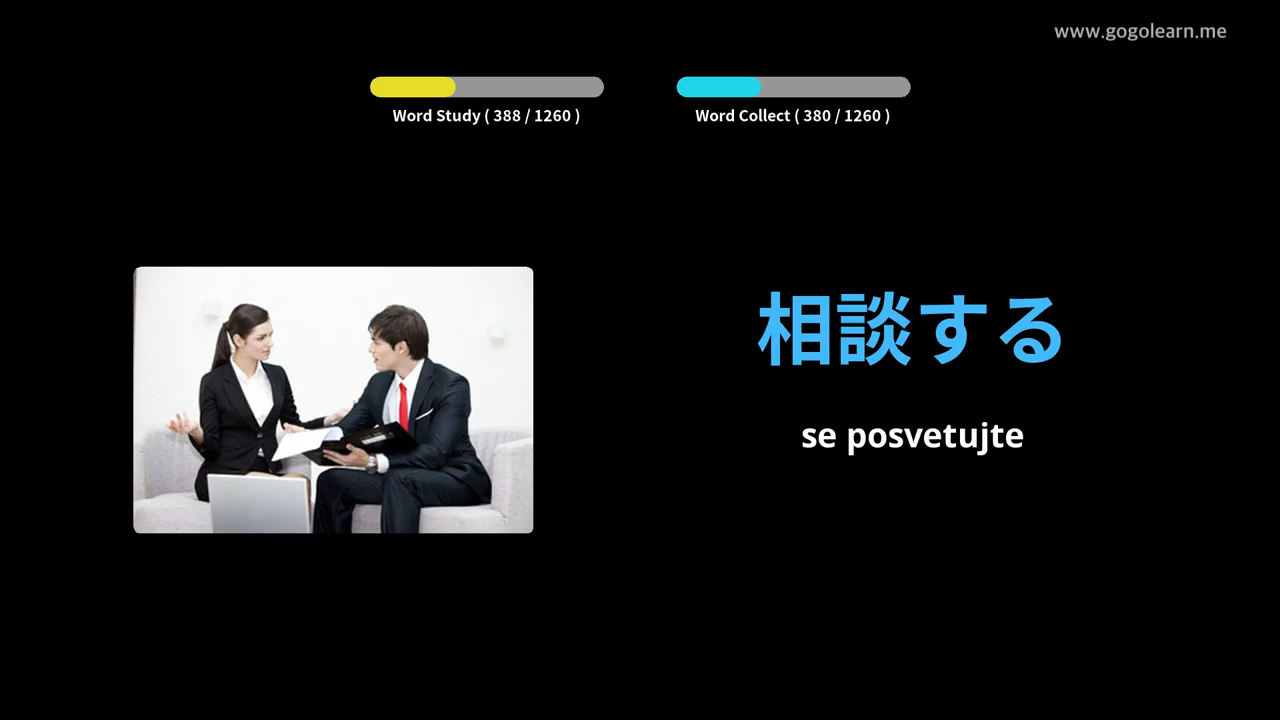 www.gogolearn.me
Word Study ( 388 / 1260 )
Word Collect ( 380 / 1260 )
相談する
se posvetujte